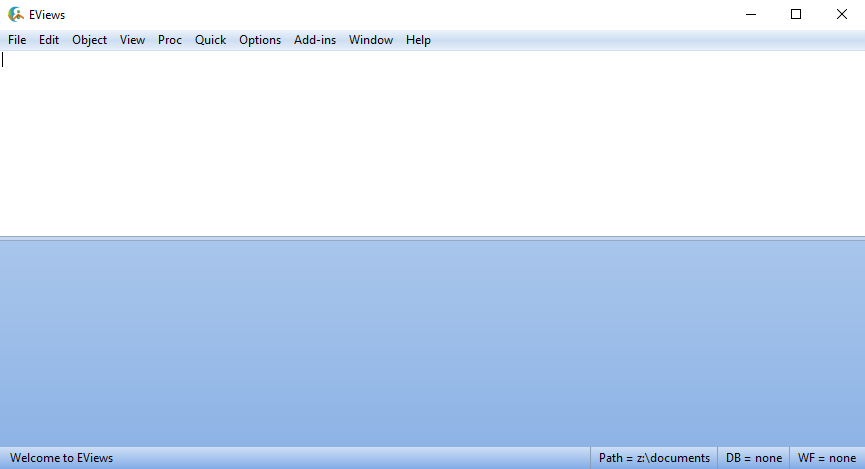 EViews
File Edit Object View Proc Quick Options Add-ins Window Help
Welcome to EViews Path = z:\documents DB = none WF = none